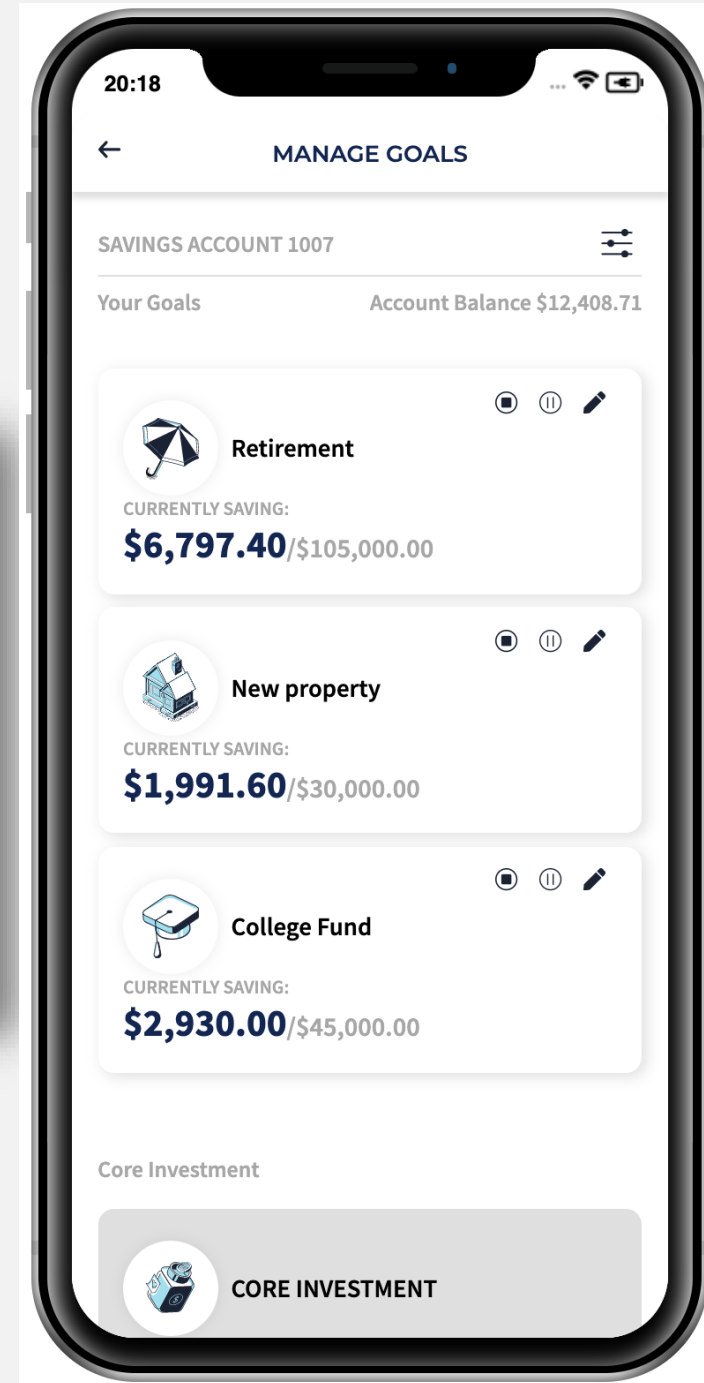 20:18
MANAGE GOALS
SAVINGS ACCOUNT 1007
Your Goals Account Balance $12,408.71
Retirement
CURRENTLY SAVING:
$6,797.40/$105,000.00
New property
CURRENTLY SAVING:
$1,991.60/$30,000.00
College Fund
CURRENTLY SAVING:
$2,930.00/$45,000.00
Core Investment
CORE INVESTMENT